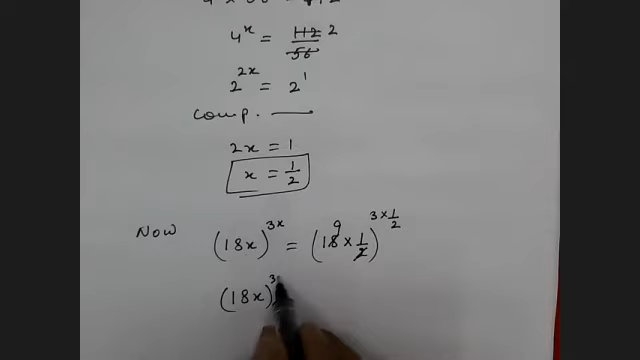 4^x = 112/56 2
2^2x = 2^1
Comp.
2x = 1
x = 1/2
Now (18x)^3x = (18 9 × 1/2)^3×1/2
(18x)^3